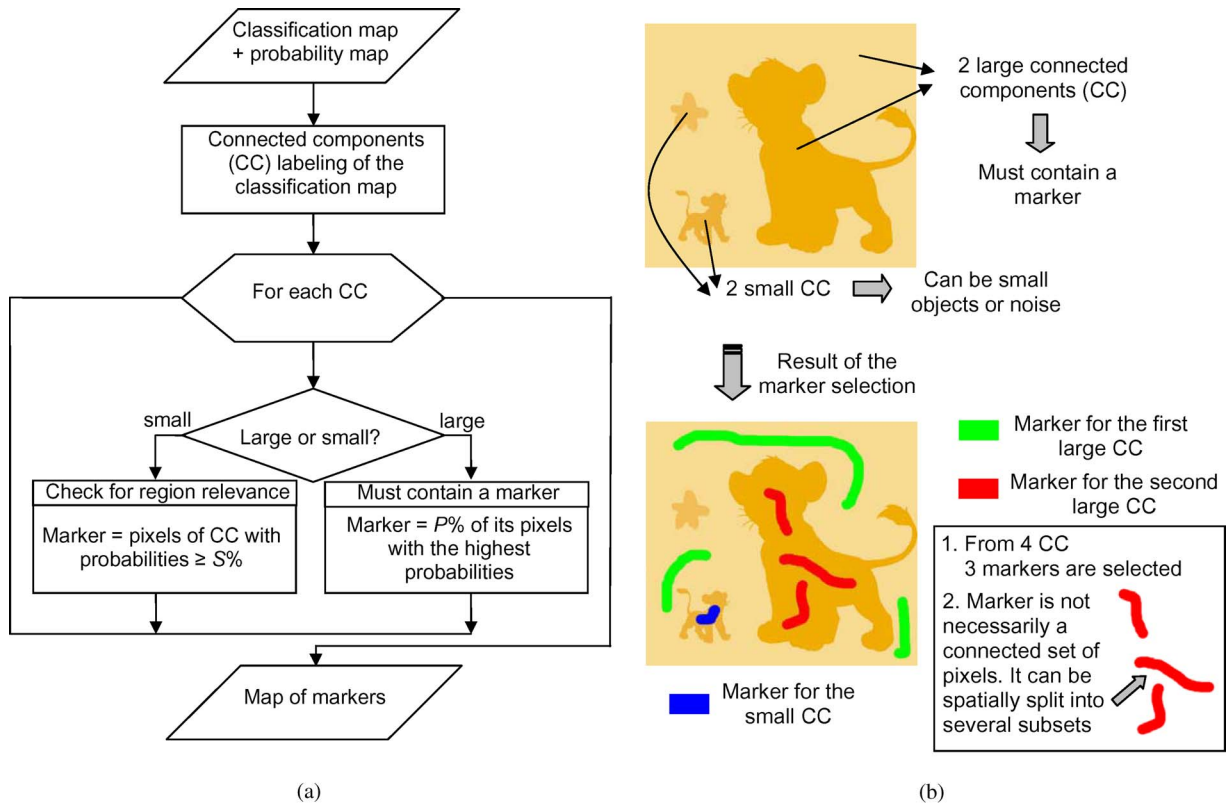 Classification map
+ probability map
Connected components
(CC) labeling of the
classification map
For each CC
Large or small?
small
large
Check for region relevance
Marker = pixels of CC with
probabilities ≥ S%
Must contain a marker
Marker = P% of its pixels
with the highest
probabilities
Map of markers
(a)
2 large connected
components (CC)
Must contain a
marker
2 small CC
Can be small
objects or noise
Result of the
marker selection
Marker for the first
large CC
Marker for the second
large CC
1. From 4 CC
3 markers are selected
2. Marker is not
necessarily a
connected set of
pixels. It can be
spatially split into
several subsets
Marker for the
small CC
(b)